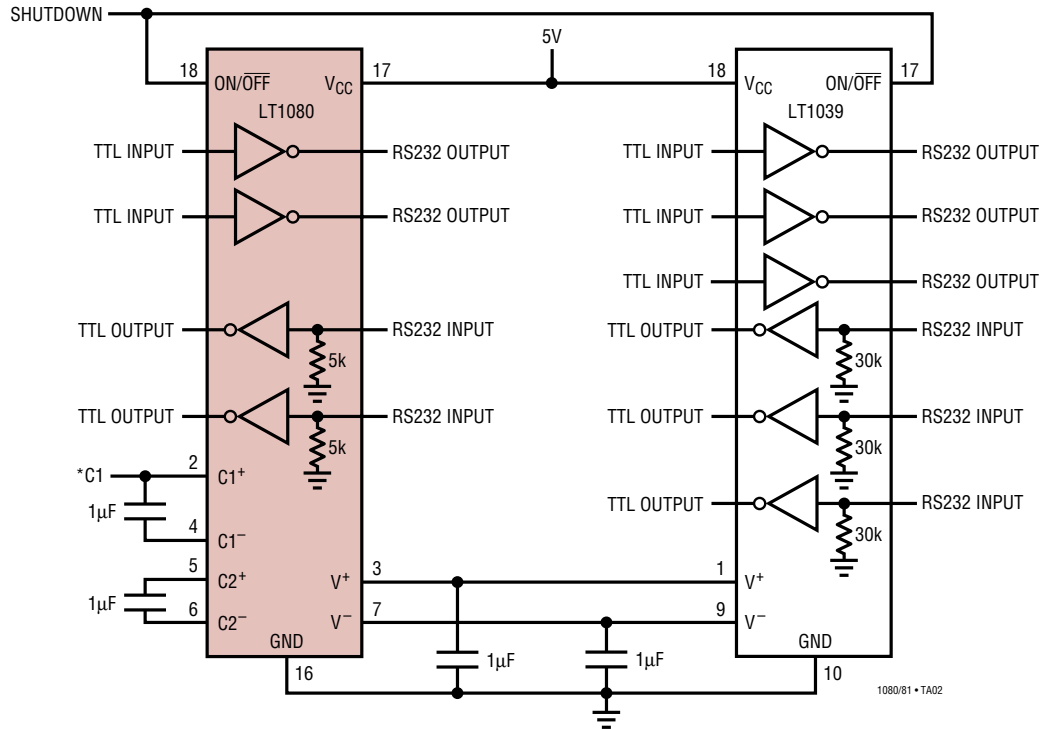 SHUTDOWN
5V
18 ON/OFF VCC 17
18 VCC ON/OFF 17
LT1080
LT1039
TTL INPUT RS232 OUTPUT
TTL INPUT RS232 OUTPUT
TTL INPUT RS232 OUTPUT
TTL INPUT RS232 OUTPUT
TTL INPUT RS232 OUTPUT
TTL OUTPUT RS232 INPUT
5k
TTL OUTPUT RS232 INPUT
30k
TTL OUTPUT RS232 INPUT
5k
TTL OUTPUT RS232 INPUT
30k
TTL OUTPUT RS232 INPUT
30k
*C1
2 C1+
1µF
4 C1–
5 C2+
1µF
6 C2–
V+ 3
V– 7
1 V+
9 V–
GND
16
1µF
1µF
GND
10
1080/81 • TA02